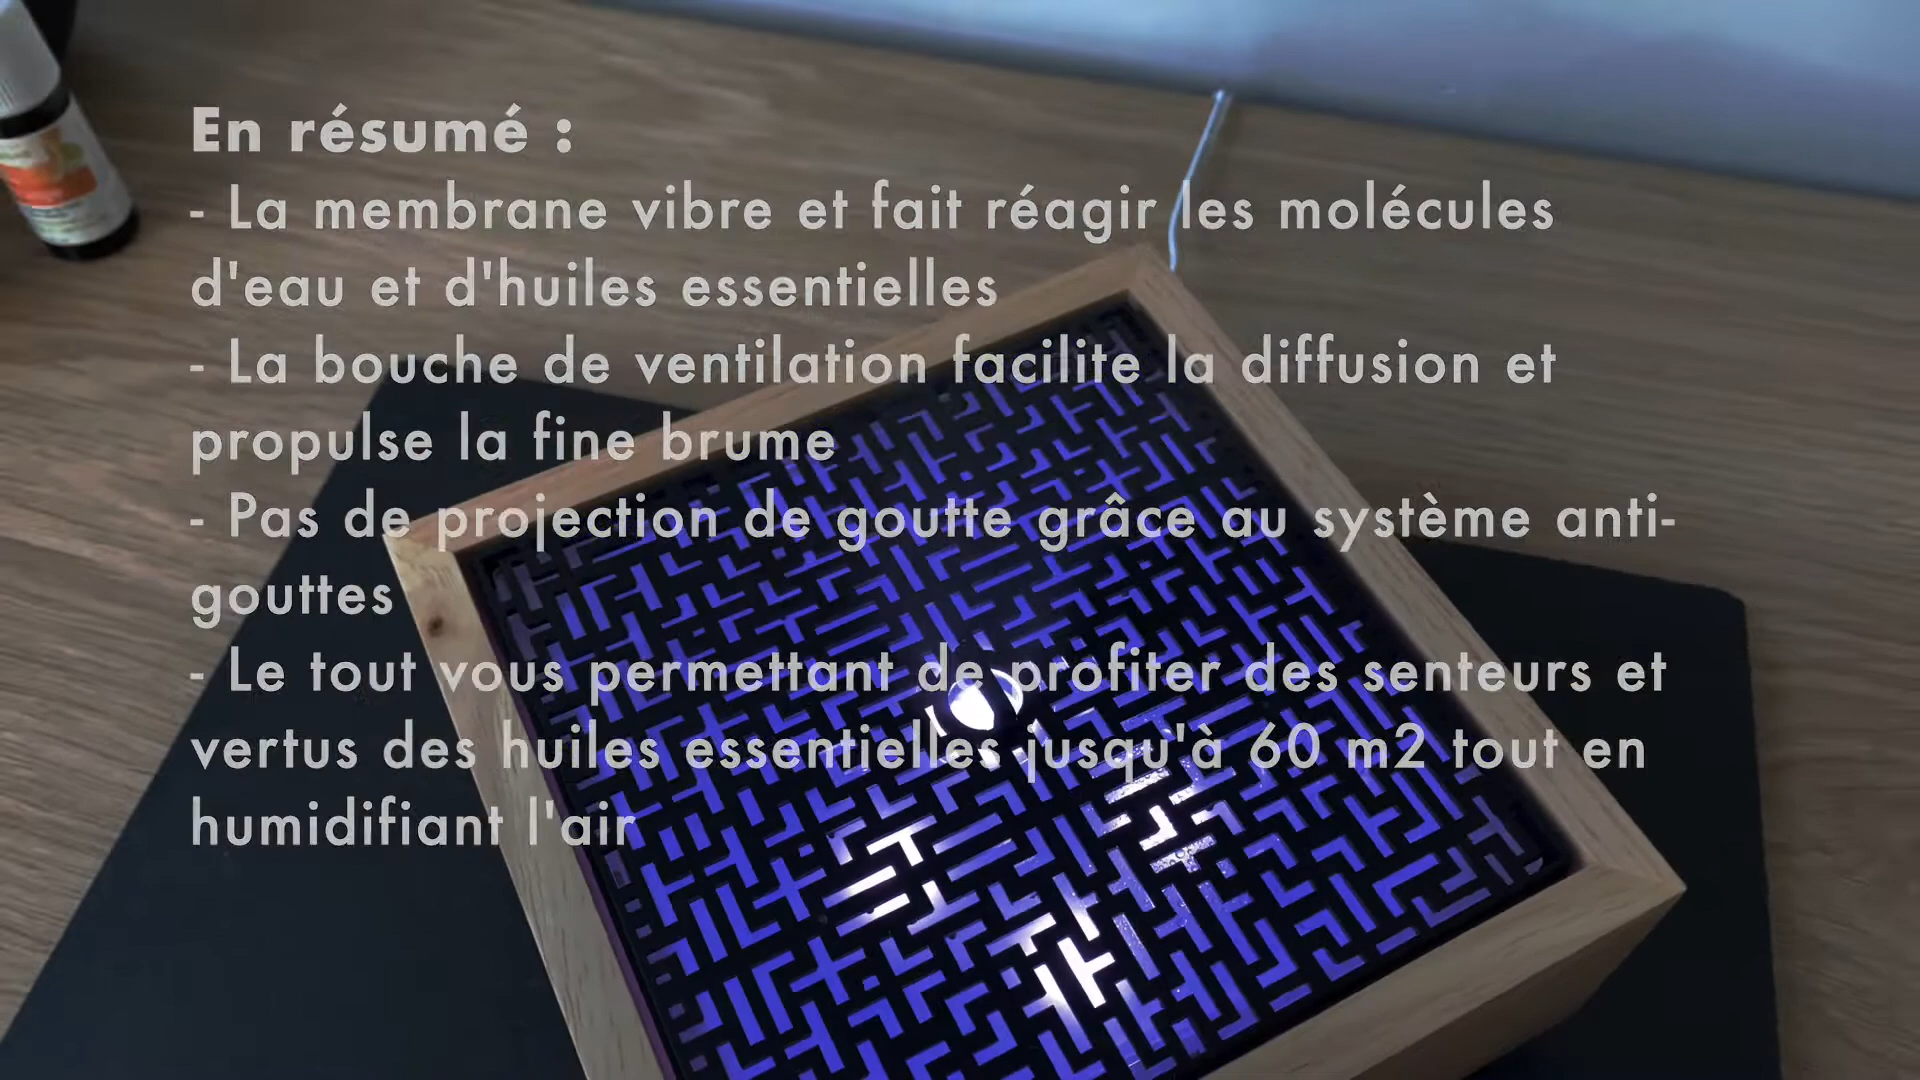 En résumé :
- La membrane vibre et fait réagir les molécules
d'eau et d'huiles essentielles
- La bouche de ventilation facilite la diffusion et
propulse la fine brume
- Pas de projection de goutte grâce au système anti-
gouttes
- Le tout vous permettant de profiter des senteurs et
vertus des huiles essentielles jusqu'à 60 m2 tout en
humidifiant l'air